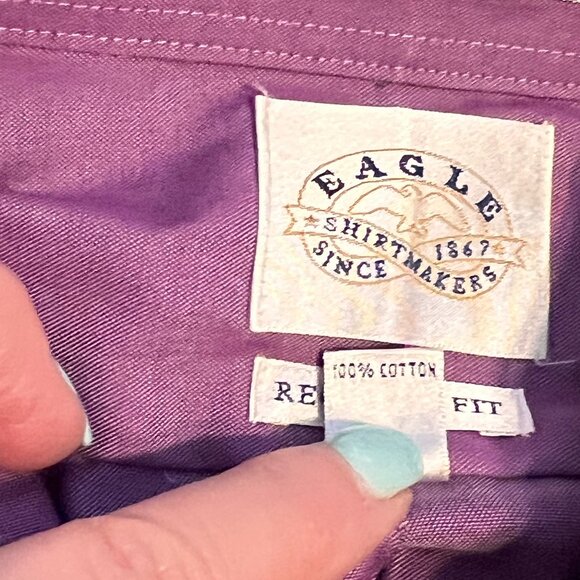 EAGLE
SHIRTMAKERS
SINCE 1867
100% COTTON
RE FIT